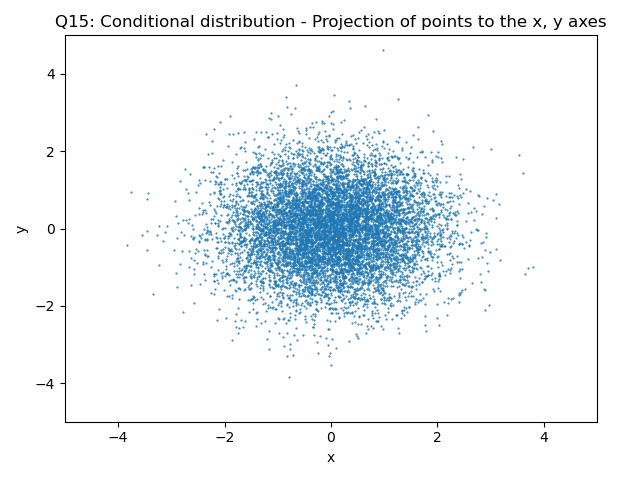 Q15: Conditional distribution - Projection of points to the x, y axes
4
2
0
−2
−4
y
−4 −2 0 2 4
x